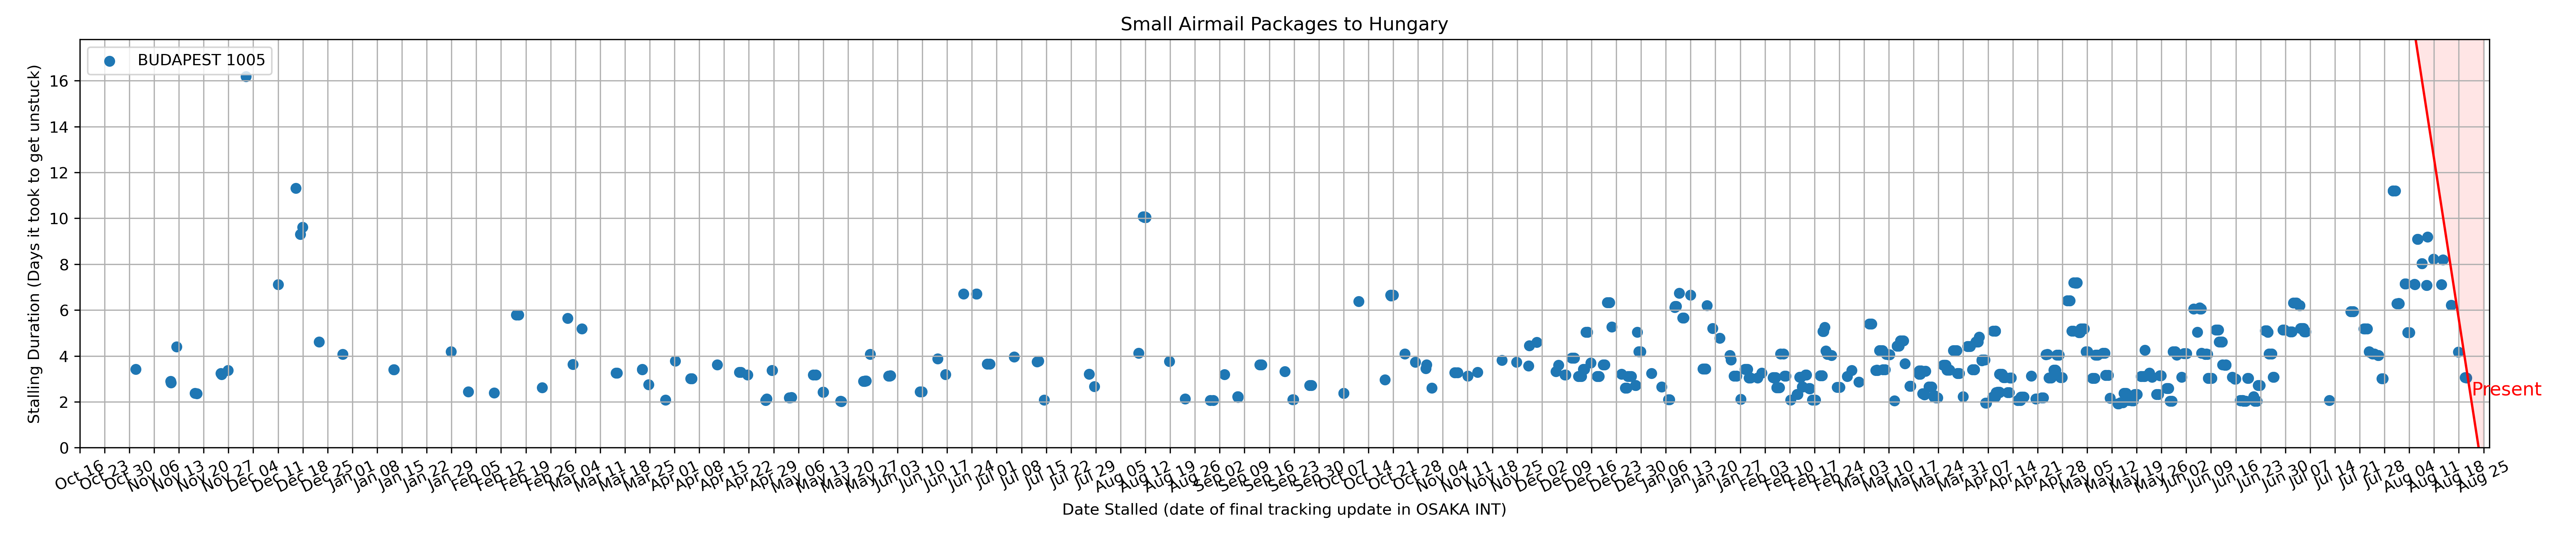 Small Airmail Packages to Hungary
BUDAPEST 1005
Stalling Duration (Days it took to get unstuck)
16
14
12
10
8
6
4
2
0
Present
Oct 16 Oct 23 Oct 30 Nov 06 Nov 13 Nov 20 Nov 27 Dec 04 Dec 11 Dec 18 Dec 25 Jan 01 Jan 08 Jan 15 Jan 22 Jan 29 Feb 05 Feb 12 Feb 19 Feb 26 Mar 04 Mar 11 Mar 18 Mar 25 Apr 01 Apr 08 Apr 15 Apr 22 Apr 29 May 06 May 13 May 20 May 27 Jun 03 Jun 10 Jun 17 Jun 24 Jul 01 Jul 08 Jul 15 Jul 22 Jul 29 Aug 05 Aug 12 Aug 19 Aug 26 Sep 02 Sep 09 Sep 16 Sep 23 Sep 30 Oct 07 Oct 14 Oct 21 Oct 28 Nov 04 Nov 11 Nov 18 Nov 25 Dec 02 Dec 09 Dec 16 Dec 23 Dec 30 Jan 06 Jan 13 Jan 20 Jan 27 Feb 03 Feb 10 Feb 17 Feb 24 Mar 03 Mar 10 Mar 17 Mar 24 Mar 31 Apr 07 Apr 14 Apr 21 Apr 28 May 05 May 12 May 19 May 26 Jun 02 Jun 09 Jun 16 Jun 23 Jun 30 Jul 07 Jul 14 Jul 21 Jul 28 Aug 04 Aug 11 Aug 18 Aug 25
Date Stalled (date of final tracking update in OSAKA INT)